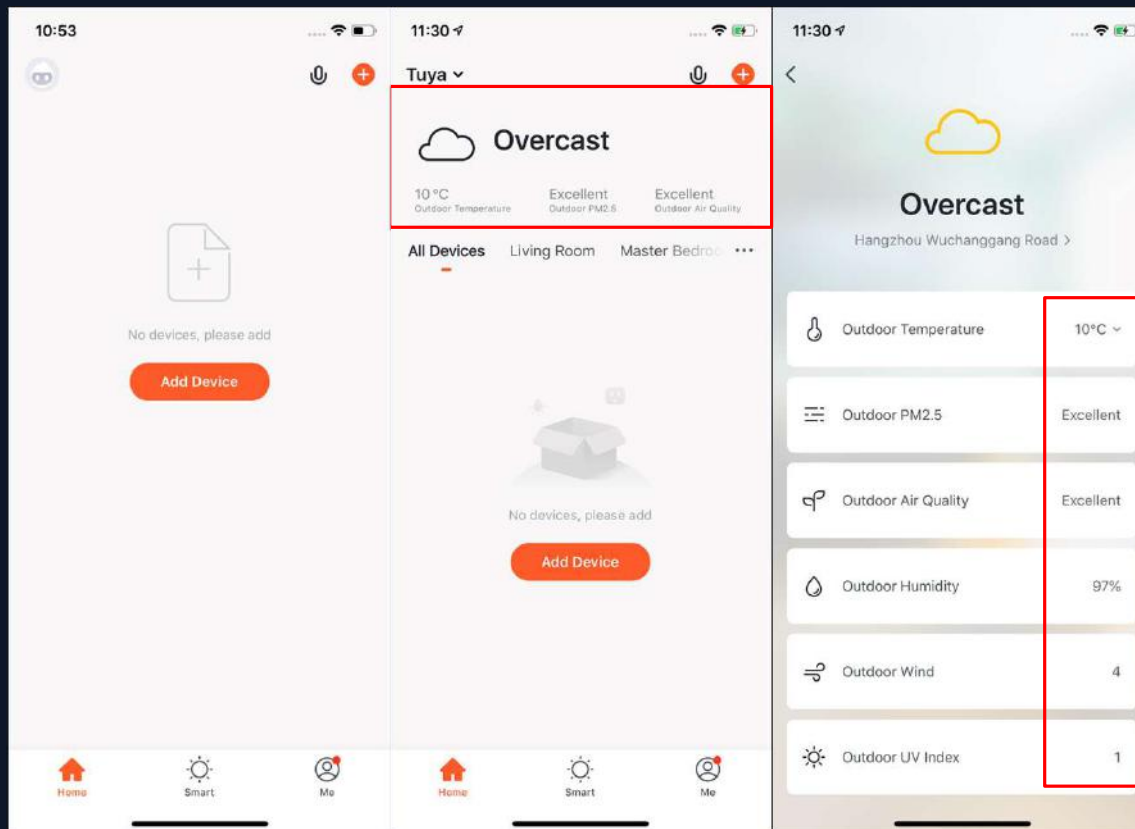 10:53
No devices, please add
Add Device
Home
Smart
Me
11:30
Tuya
Overcast
10 °C
Outdoor Temperature
Excellent
Outdoor PM2.5
Excellent
Outdoor Air Quality
All Devices
Living Room
Master Bedroo
No devices, please add
Add Device
Home
Smart
Me
11:30
Overcast
Hangzhou Wuchanggang Road >
Outdoor Temperature
10°C
Outdoor PM2.5
Excellent
Outdoor Air Quality
Excellent
Outdoor Humidity
97%
Outdoor Wind
4
Outdoor UV Index
1